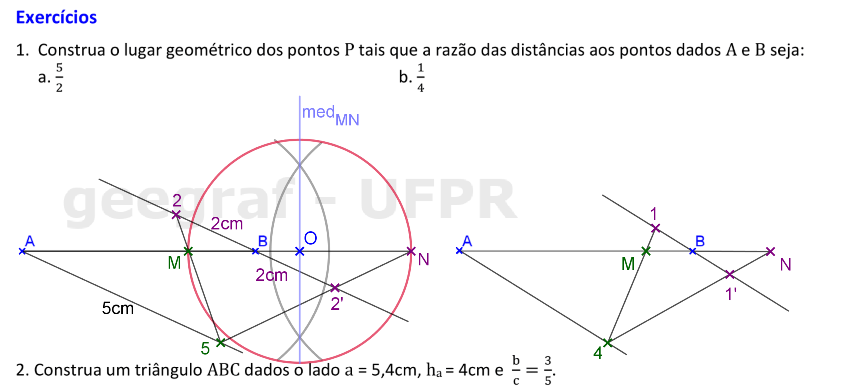 Exercícios
1. Construa o lugar geométrico dos pontos P tais que a razão das distâncias aos pontos dados A e B seja:
a. 5/2 b. 1/4
med MN
geegraf - UFPR
2 1
2cm
A B O A B
M N M N
2cm
2' 1'
5cm
5 4
2. Construa um triângulo ABC dados o lado a = 5,4cm, hₐ = 4cm e b/c = 3/5.